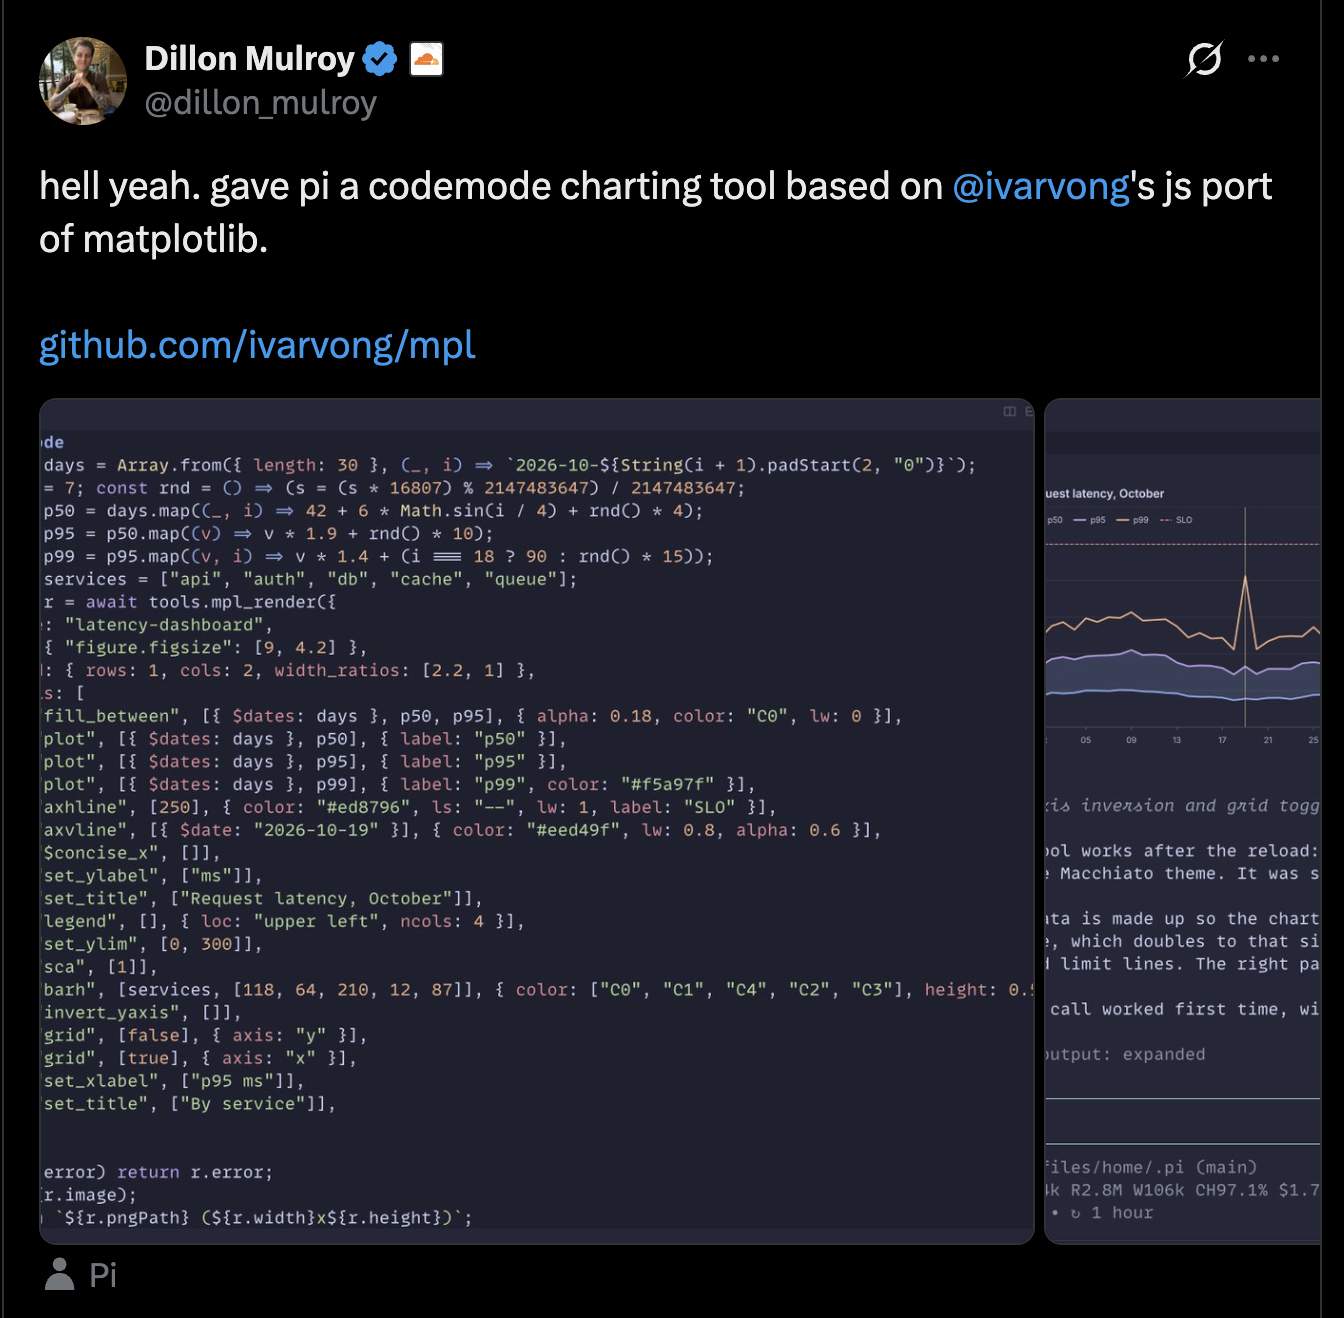 Dillon Mulroy
@dillon_mulroy
hell yeah. gave pi a codemode charting tool based on @ivarvong's js port
of matplotlib.
github.com/ivarvong/mpl
de
days = Array.from({ length: 30 }, (_, i) => `2026-10-${String(i + 1).padStart(2, "0")}`);
= 7; const rnd = () => (s = (s * 16807) % 2147483647) / 2147483647;
p50 = days.map((_, i) => 42 + 6 * Math.sin(i / 4) + rnd() * 4);
p95 = p50.map((v) => v * 1.9 + rnd() * 10);
p99 = p95.map((v, i) => v * 1.4 + (i === 18 ? 90 : rnd() * 15));
services = ["api", "auth", "db", "cache", "queue"];
r = await tools.mpl_render({
: "latency-dashboard",
{ "figure.figsize": [9, 4.2] },
: { rows: 1, cols: 2, width_ratios: [2.2, 1] },
s: [
fill_between", [{ $dates: days }, p50, p95], { alpha: 0.18, color: "C0", lw: 0 }],
plot", [{ $dates: days }, p50], { label: "p50" }],
plot", [{ $dates: days }, p95], { label: "p95" }],
plot", [{ $dates: days }, p99], { label: "p99", color: "#f5a97f" }],
axhline", [250], { color: "#ed8796", ls: "--", lw: 1, label: "SLO" }],
axvline", [{ $date: "2026-10-19" }], { color: "#eed49f", lw: 0.8, alpha: 0.6 }],
$concise_x", []],
set_ylabel", ["ms"]],
set_title", ["Request latency, October"]],
legend", [], { loc: "upper left", ncols: 4 }],
set_ylim", [0, 300]],
sca", [1]],
barh", [services, [118, 64, 210, 12, 87]], { color: ["C0", "C1", "C4", "C2", "C3"], height: 0.
invert_yaxis", []],
grid", [false], { axis: "y" }],
grid", [true], { axis: "x" }],
set_xlabel", ["p95 ms"]],
set_title", ["By service"]],
error) return r.error;
(r.image);
`${r.pngPath} (${r.width}x${r.height})`;
uest latency, October
p50 p95 p99 SLO
05 09 13 17 21 25
is inversion and grid togg
ol works after the reload:
Macchiato theme. It was s
ata is made up so the chart
e, which doubles to that si
d limit lines. The right pa
call worked first time, wi
output: expanded
files/home/.pi (main)
k R2.8M W106k CH97.1% $1.7
• ↻ 1 hour
Pi